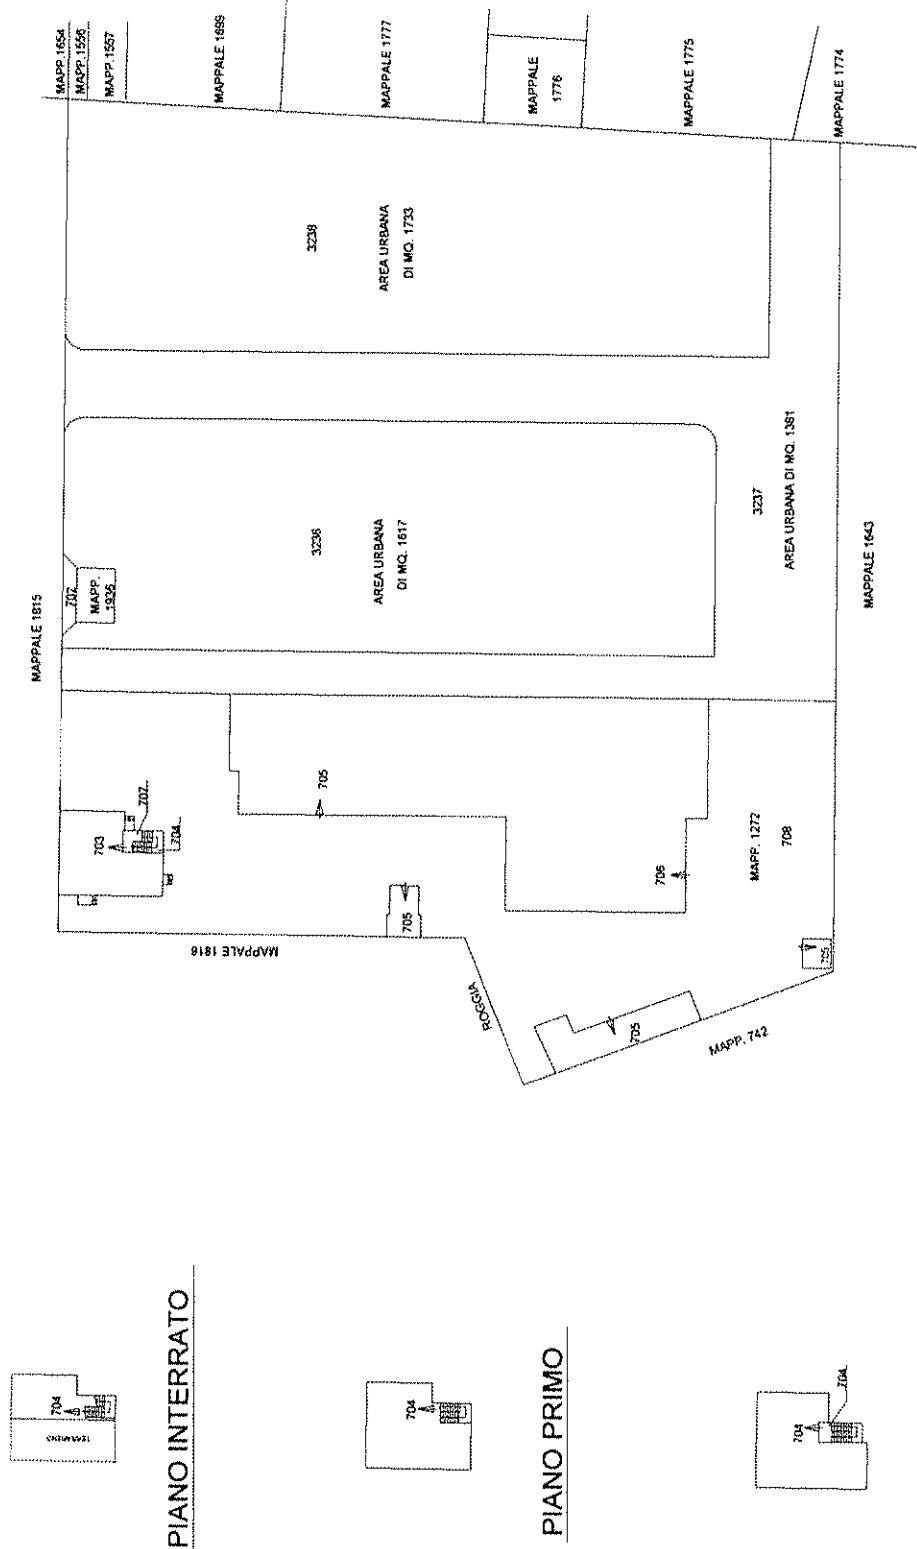 MAPP.1654
MAPP.1556
MAPP.1557
MAPPALE 1699
MAPPALE 1777
MAPPALE
1776
MAPPALE 1775
MAPPALE 1774
3238
AREA URBANA
DI MQ. 1733
3236
AREA URBANA
DI MQ. 1617
3237
AREA URBANA DI MQ. 1381
MAPPALE 1643
MAPPALE 1815
702
MAPP.
1936
703
707
704
705
705
706
MAPP. 1272
708
705
705
MAPPALE 1816
ROGGIA
MAPP. 742
704
TERRAPIENO
PIANO INTERRATO
704
PIANO PRIMO
704
704